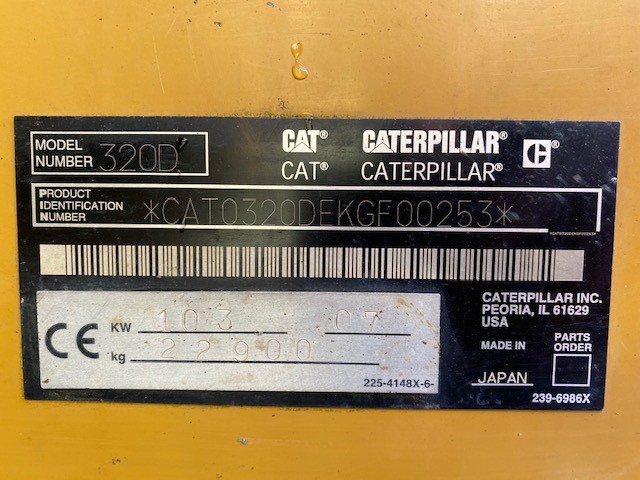 MODEL NUMBER 320D
CAT® CATERPILLAR® C®
CAT® CATERPILLAR®
PRODUCT IDENTIFICATION NUMBER *CAT0320DEKGF00253*
CE
KW 103 07
kg 22900
225-4148X-6-
CATERPILLAR INC.
PEORIA, IL 61629
USA
MADE IN JAPAN
PARTS ORDER
239-6986X